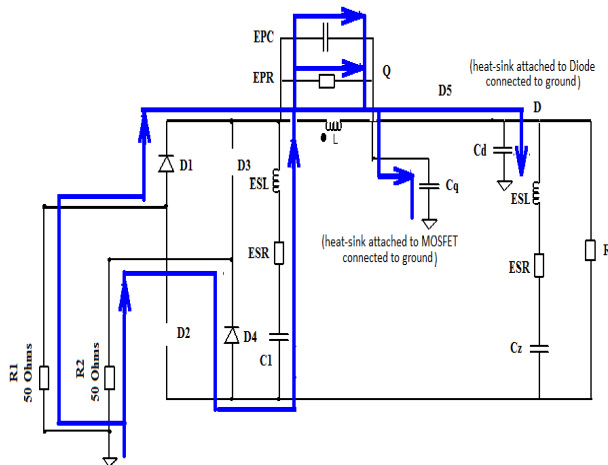 EPC
EPR
Q
(heat-sink attached to Diode
connected to ground)
D5
D
D1
D3
L
Cd
ESL
Cq
ESL
(heat-sink attached to MOSFET
connected to ground)
ESR
R
ESR
D2
D4
C1
Cz
R1
50 Ohms
R2
50 Ohms